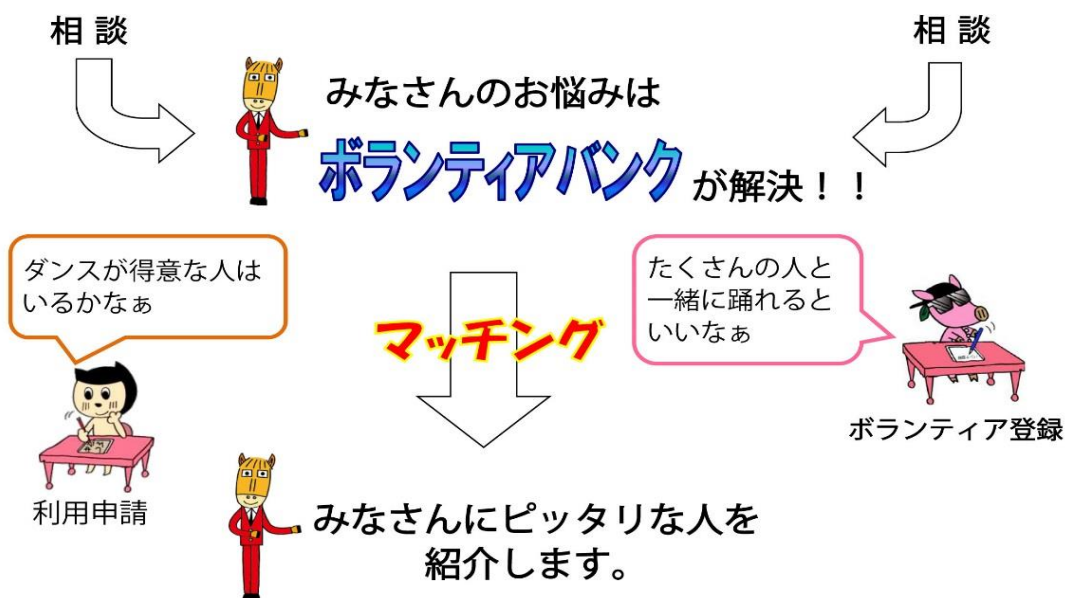 相談
相談
みなさんのお悩みは
ボランティアバンクが解決！！
ダンスが得意な人は
いるかなぁ
たくさんの人と
一緒に踊れると
いいなぁ
マッチング
利用申請
ボランティア登録
みなさんにピッタリな人を
紹介します。